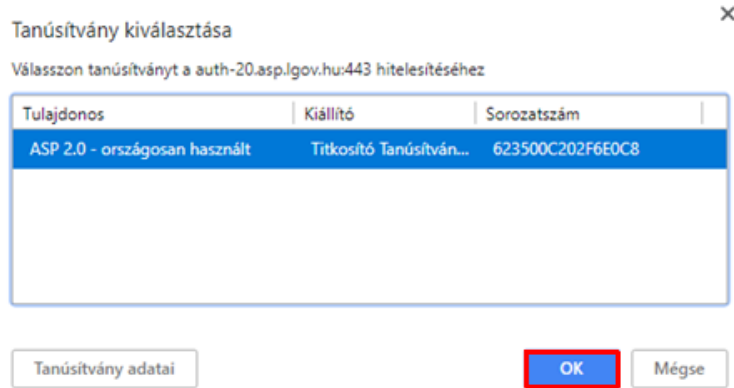 Tanúsítvány kiválasztása
Válasszon tanúsítványt a auth-20.asp.lgov.hu:443 hitelesítéséhez
Tulajdonos Kiállító Sorozatszám
ASP 2.0 - országosan használt Titkosító Tanúsítván... 623500C202F6E0C8
Tanúsítvány adatai OK Mégse